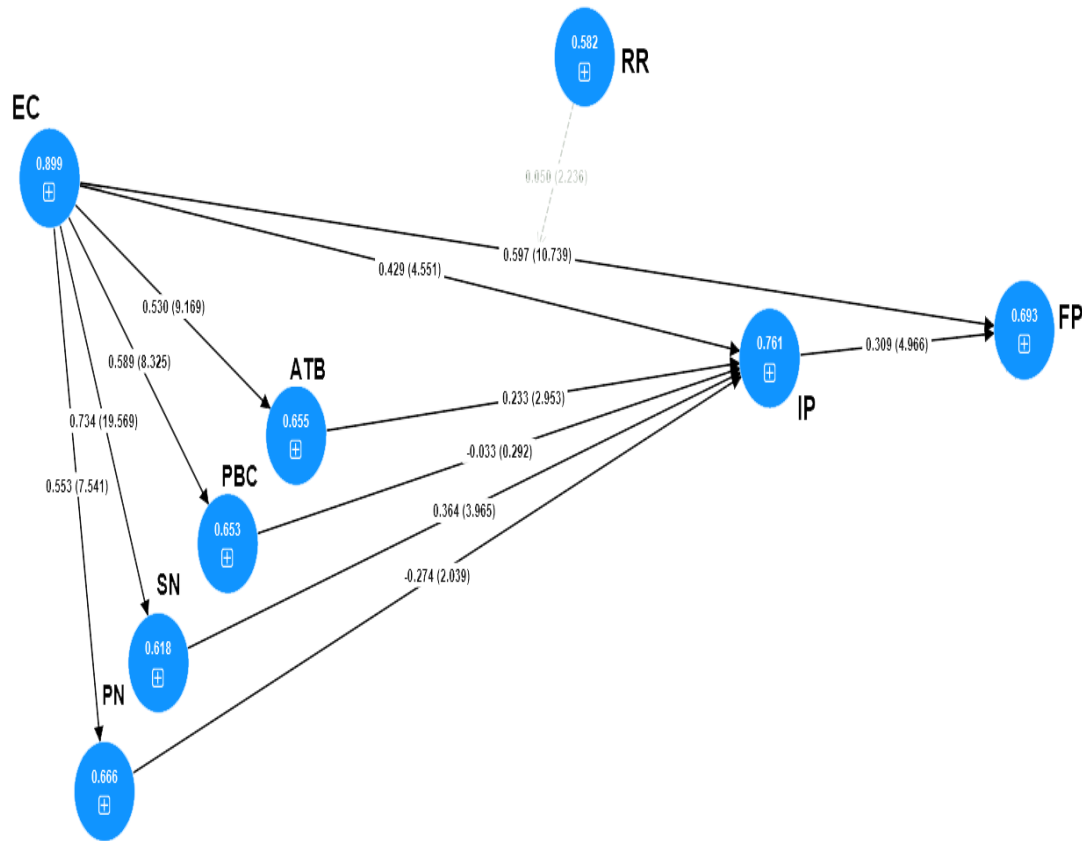 0.582
RR
EC
0.899
0.050 (2.236)
0.597 (10.739)
0.429 (4.551)
0.693
FP
0.530 (9.169)
0.761
0.309 (4.966)
0.589 (8.325)
ATB
IP
0.655
0.233 (2.953)
0.734 (19.569)
-0.033 (0.292)
PBC
0.553 (7.541)
0.653
0.364 (3.965)
SN
-0.274 (2.039)
0.618
PN
0.666